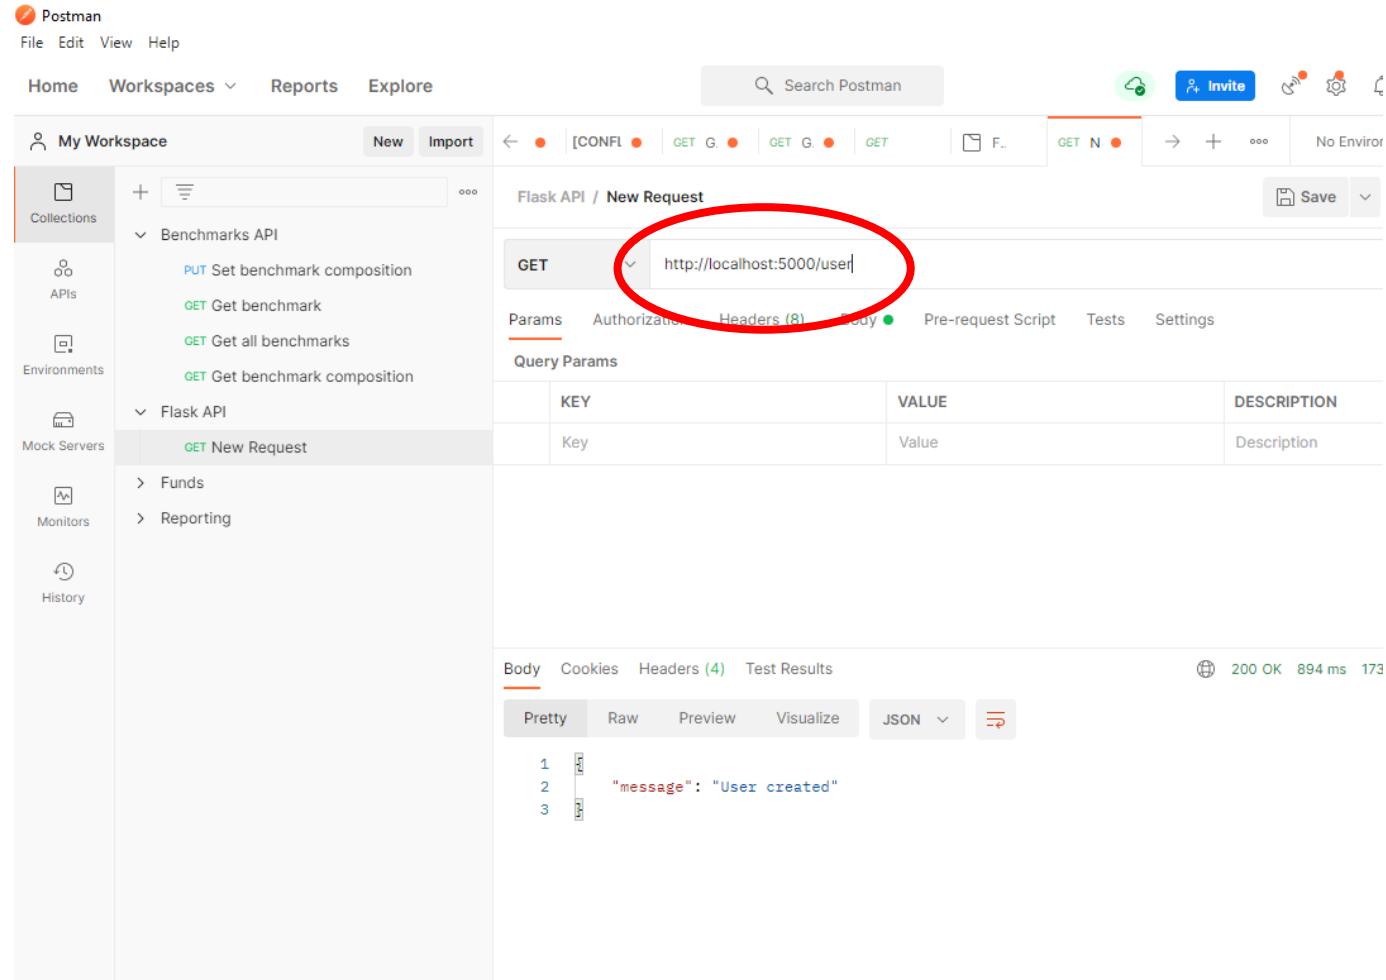 Postman
File Edit View Help
Home Workspaces Reports Explore Search Postman Invite
My Workspace New Import [CONFL GET G. GET G. GET F.. GET N No Enviror
Collections
Flask API / New Request Save
Benchmarks API
PUT Set benchmark composition
GET http://localhost:5000/user
APIs
GET Get benchmark
Params Authorization Headers (8) Body Pre-request Script Tests Settings
GET Get all benchmarks
Environments
Query Params
GET Get benchmark composition
KEY VALUE DESCRIPTION
Flask API
Mock Servers
GET New Request
Key Value Description
Funds
Monitors
Reporting
History
Body Cookies Headers (4) Test Results 200 OK 894 ms 173
Pretty Raw Preview Visualize JSON
1 {
2 "message": "User created"
3 }